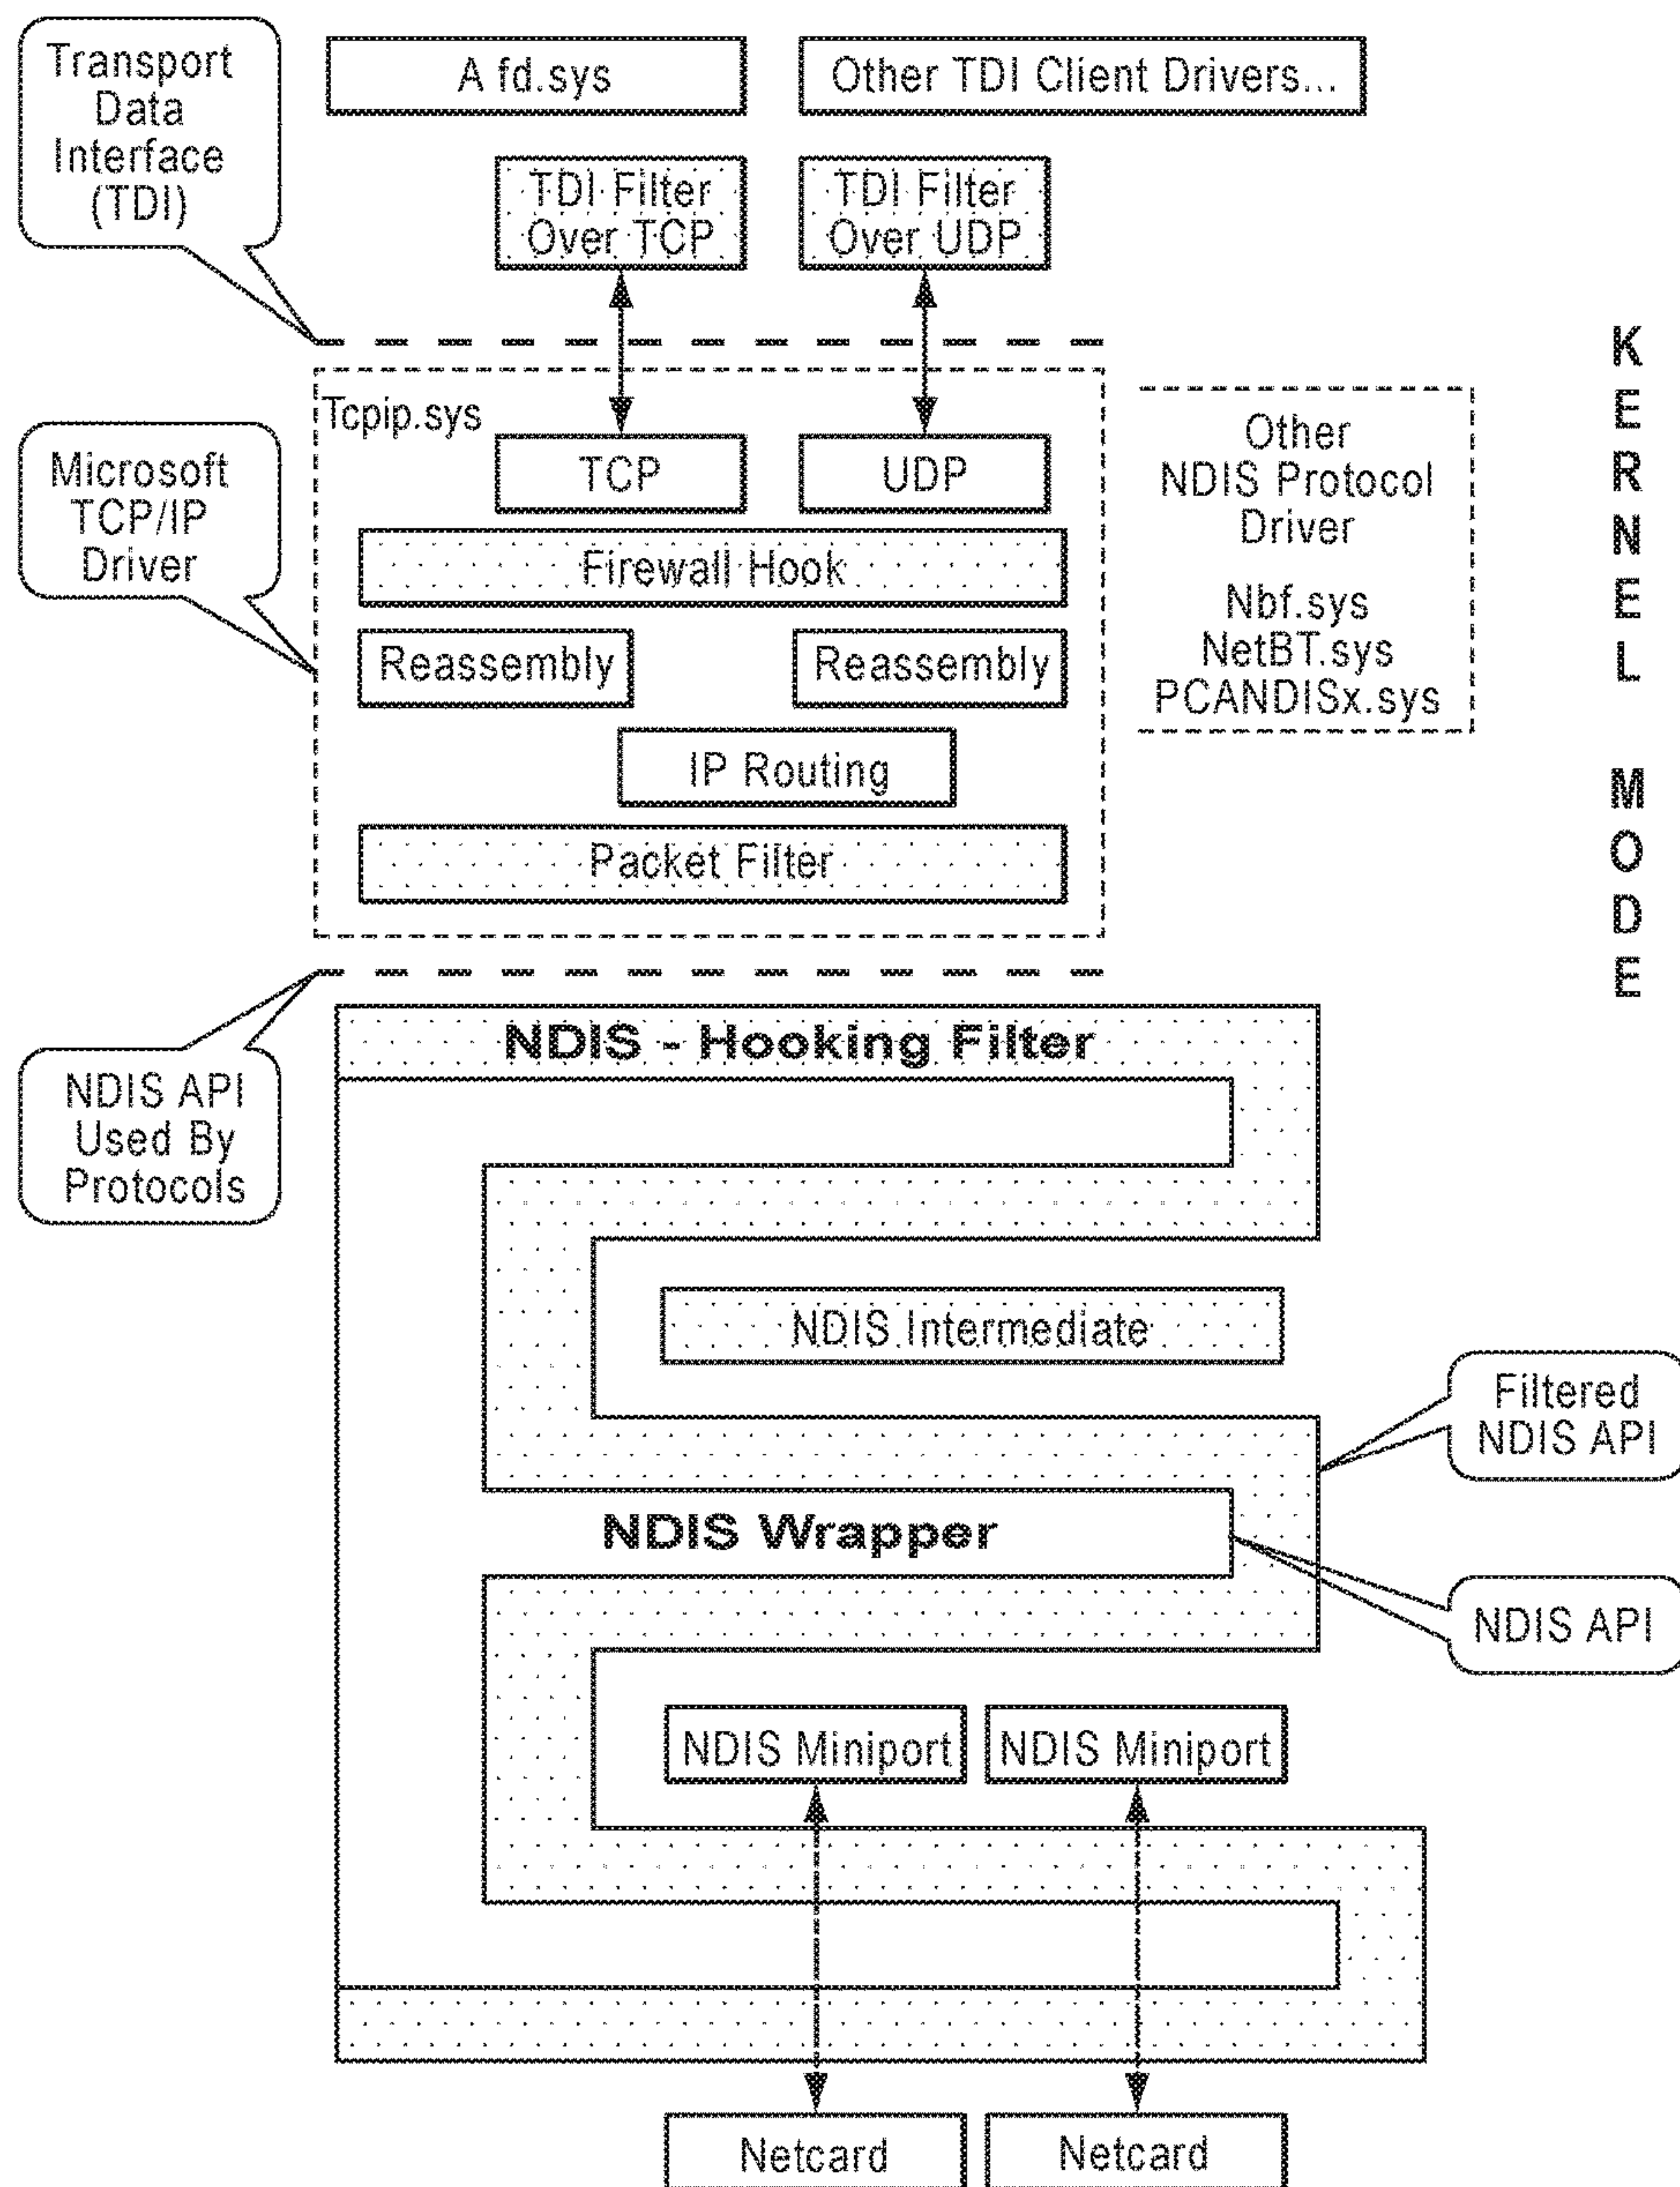 Transport
Data
Interface
(TDI)
A fd.sys
Other TDI Client Drivers...
TDI Filter
Over TCP
TDI Filter
Over UDP
Tcpip.sys
Microsoft
TCP/IP
Driver
TCP
UDP
Firewall Hook
Reassembly
Reassembly
IP Routing
Packet Filter
Other
NDIS Protocol
Driver
Nbf.sys
NetBT.sys
PCANDISx.sys
KERNEL MODE
NDIS API
Used By
Protocols
NDIS - Hooking Filter
NDIS Intermediate
Filtered
NDIS API
NDIS Wrapper
NDIS API
NDIS Miniport
NDIS Miniport
Netcard
Netcard